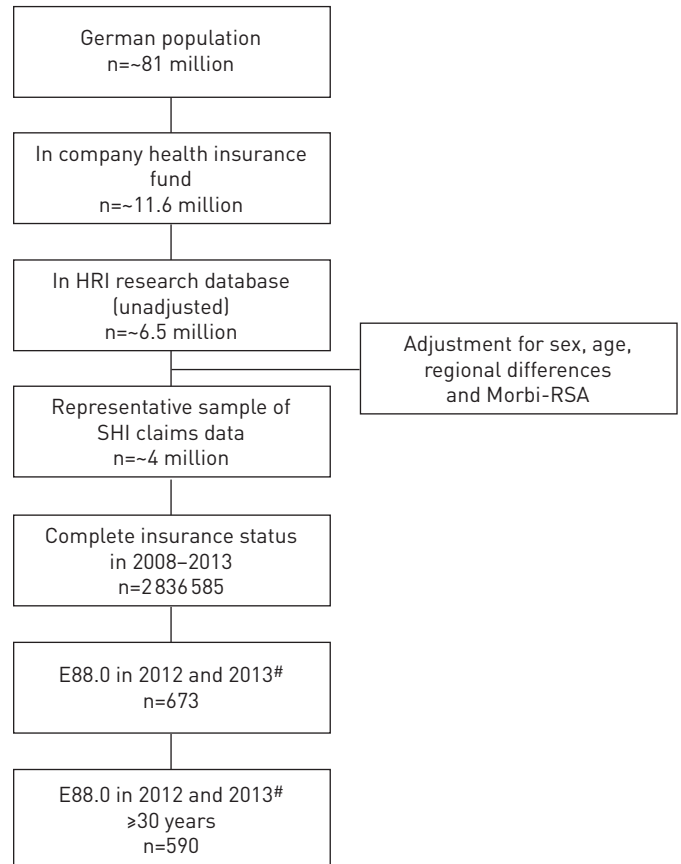 German population
n=~81 million
In company health insurance
fund
n=~11.6 million
In HRI research database
(unadjusted)
n=~6.5 million
Adjustment for sex, age,
regional differences
and Morbi-RSA
Representative sample of
SHI claims data
n=~4 million
Complete insurance status
in 2008–2013
n=2836585
E88.0 in 2012 and 2013#
n=673
E88.0 in 2012 and 2013#
≥30 years
n=590